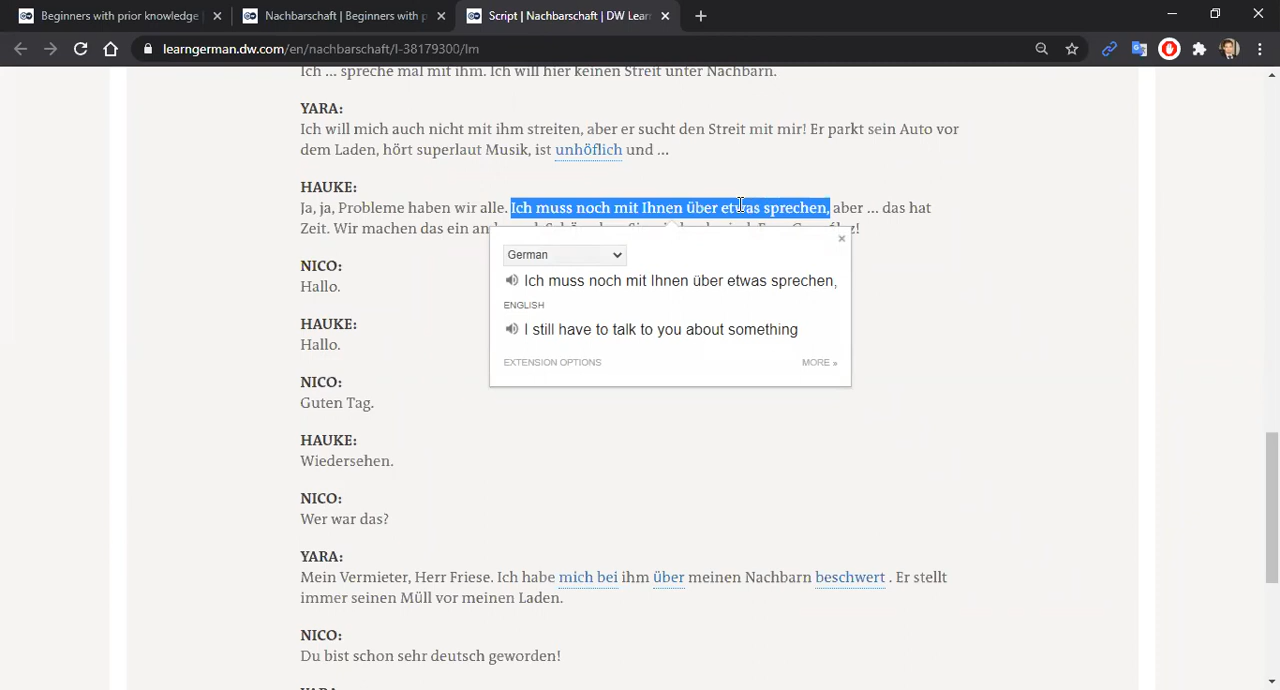 Beginners with prior knowledge
Nachbarschaft | Beginners with p
Script | Nachbarschaft | DW Lear
learngerman.dw.com/en/nachbarschaft/l-38179300/lm
Ich ... spreche mal mit ihm. Ich will hier keinen Streit unter Nachbarn.
YARA:
Ich will mich auch nicht mit ihm streiten, aber er sucht den Streit mit mir! Er parkt sein Auto vor
dem Laden, hört superlaut Musik, ist unhöflich und ...
HAUKE:
Ja, ja, Probleme haben wir alle. Ich muss noch mit Ihnen über etwas sprechen, aber ... das hat
Zeit. Wir machen das ein an
German
Ich muss noch mit Ihnen über etwas sprechen,
ENGLISH
I still have to talk to you about something
EXTENSION OPTIONS
MORE »
NICO:
Hallo.
HAUKE:
Hallo.
NICO:
Guten Tag.
HAUKE:
Wiedersehen.
NICO:
Wer war das?
YARA:
Mein Vermieter, Herr Friese. Ich habe mich bei ihm über meinen Nachbarn beschwert . Er stellt
immer seinen Müll vor meinen Laden.
NICO:
Du bist schon sehr deutsch geworden!